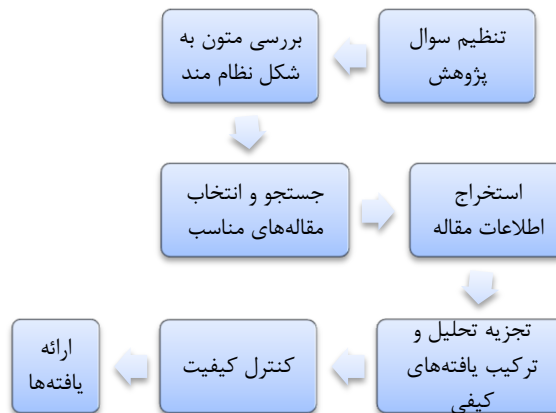 تنظیم سوال
پژوهش
بررسی متون به
شکل نظام مند
جستجو و انتخاب
مقاله‌های مناسب
استخراج
اطلاعات مقاله
تجزیه تحلیل و
ترکیب یافته‌های
کیفی
کنترل کیفیت
ارائه
یافته‌ها